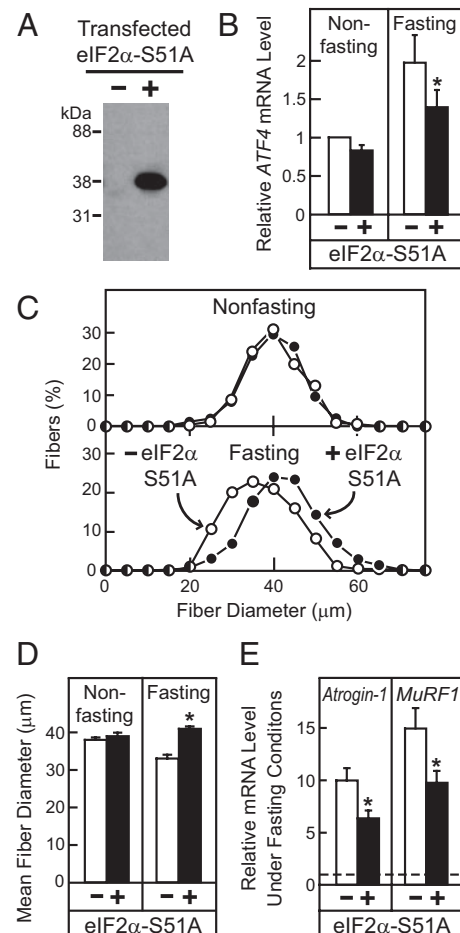 A
Transfected
eIF2α-S51A
− +
kDa
88
38
31
B
Relative ATF4 mRNA Level
Non-
fasting
Fasting
2
1.5
1
0.5
0
*
− + − +
eIF2α-S51A
C
Fibers (%)
Nonfasting
30
20
10
0
− eIF2α
S51A
Fasting
+ eIF2α
S51A
30
20
10
0
0 20 40 60
Fiber Diameter (μm)
D
Mean Fiber Diameter (μm)
Non-
fasting
Fasting
40
30
20
10
0
*
− + − +
eIF2α-S51A
E
Relative mRNA Level
Under Fasting Conditons
Atrogin-1
MuRF1
15
10
5
0
*
*
− + − +
eIF2α-S51A